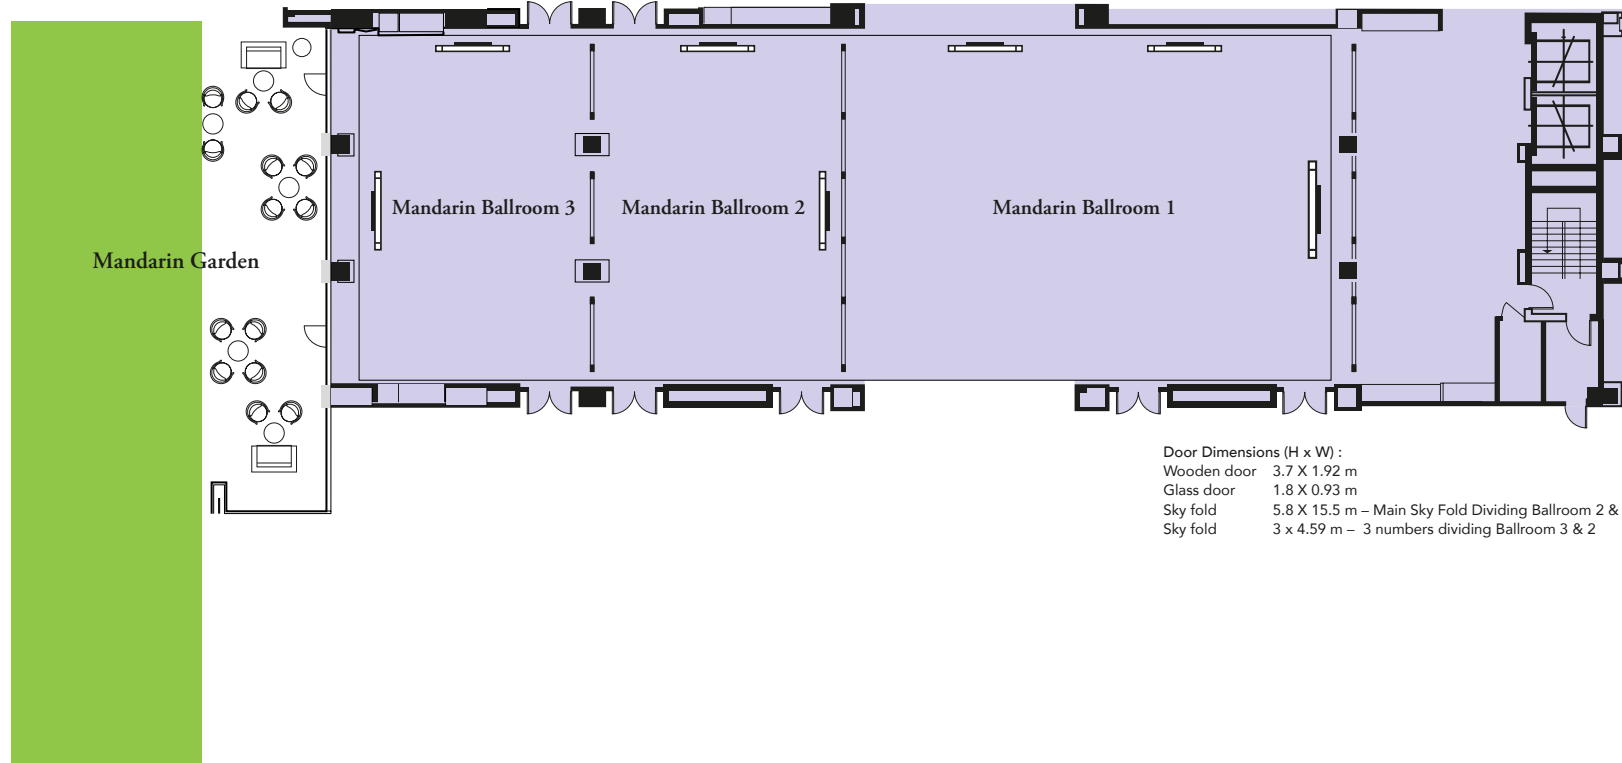 Mandarin Ballroom 3
Mandarin Ballroom 2
Mandarin Ballroom 1
Mandarin Garden
Door Dimensions (H x W) :
Wooden door 3.7 X 1.92 m
Glass door 1.8 X 0.93 m
Sky fold 5.8 X 15.5 m – Main Sky Fold Dividing Ballroom 2 &
Sky fold 3 x 4.59 m – 3 numbers dividing Ballroom 3 & 2